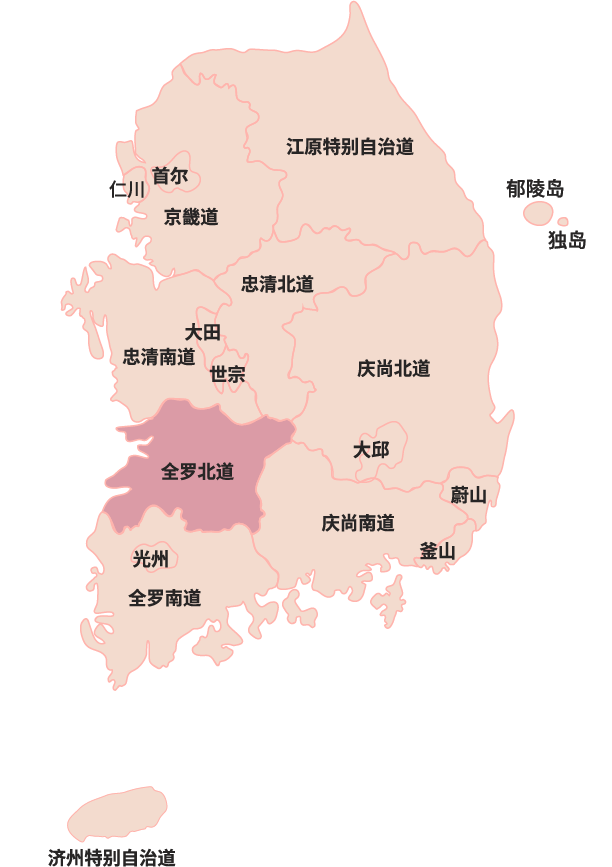 江原特别自治道
首尔
仁川
郁陵岛
京畿道
独岛
忠清北道
大田
忠清南道
庆尚北道
世宗
大邱
全罗北道
蔚山
庆尚南道
釜山
光州
全罗南道
济州特别自治道